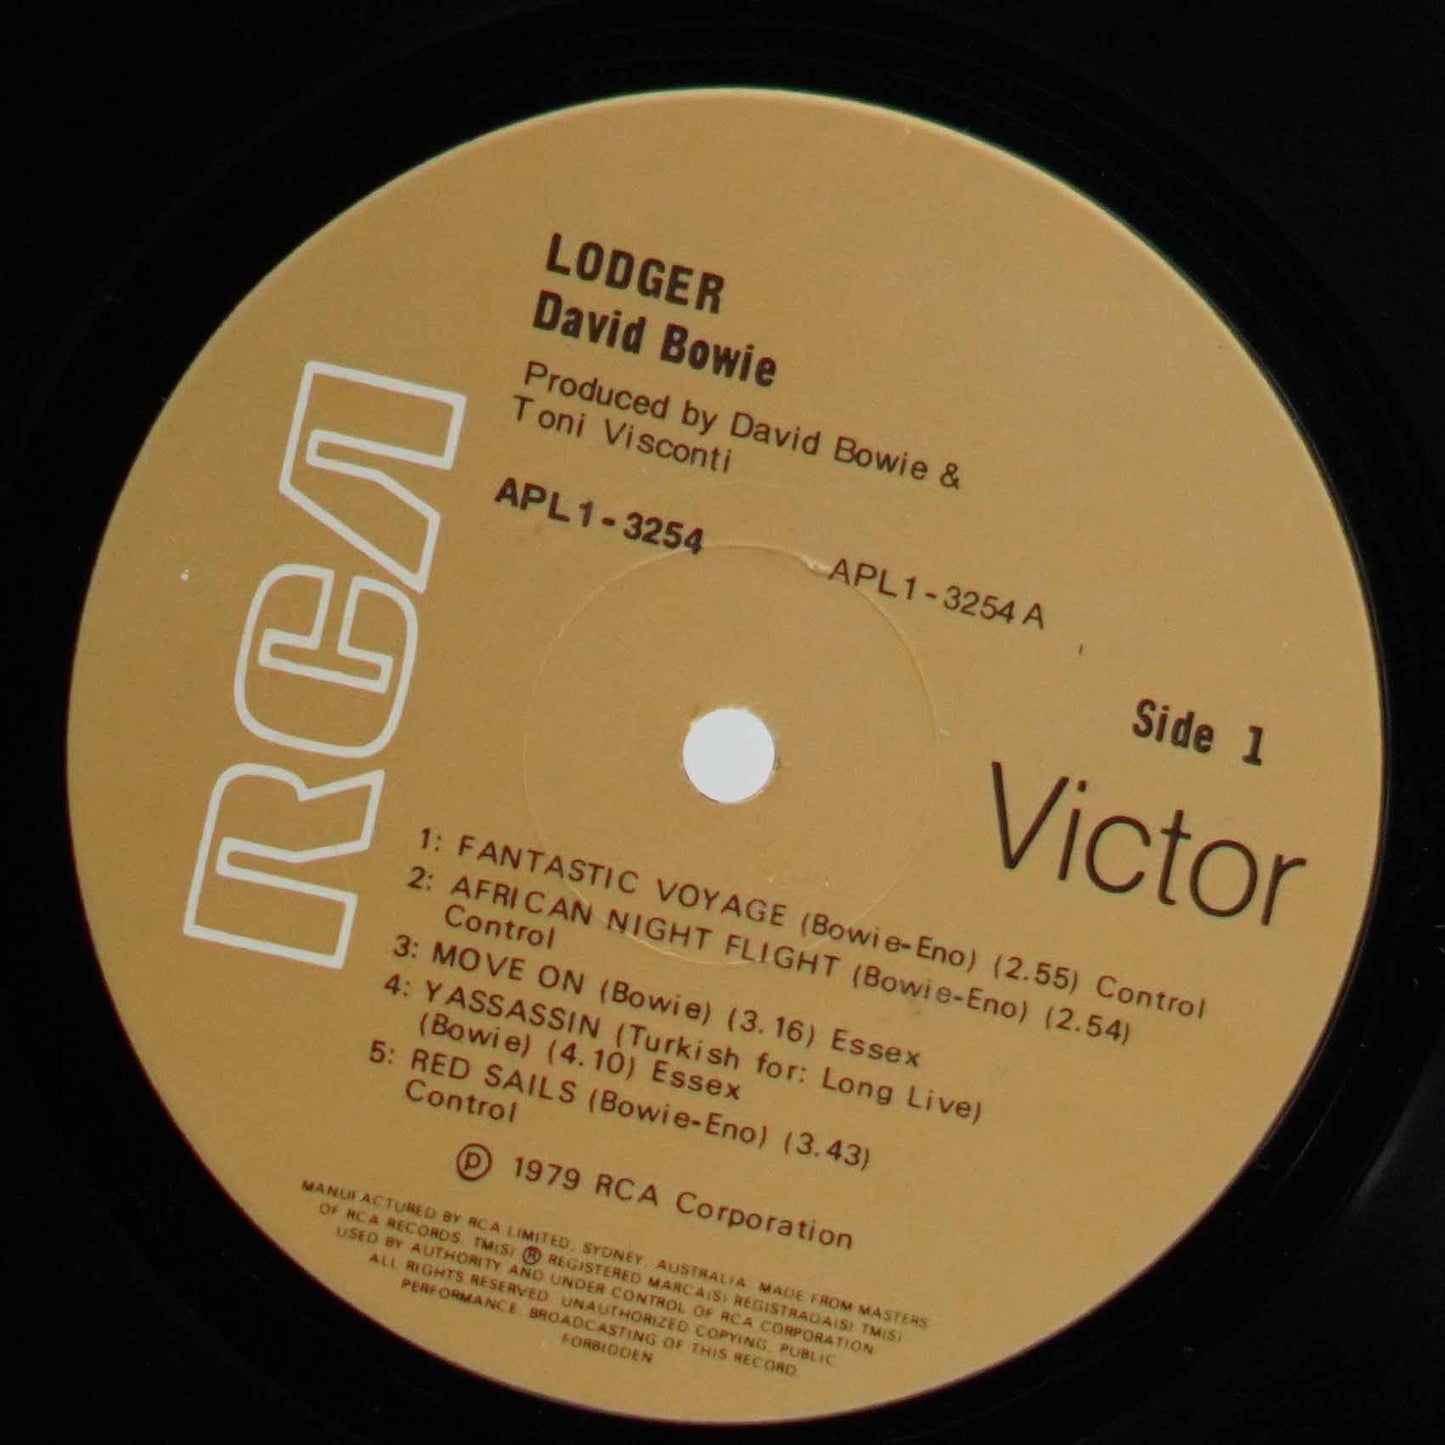 LODGER
David Bowie
Produced by David Bowie &
Toni Visconti
APL1-3254
APL1-3254 A
RCA
Side 1
Victor
1: FANTASTIC VOYAGE (Bowie-Eno) (2.55) Control
2: AFRICAN NIGHT FLIGHT (Bowie-Eno) (2.54)
Control
3: MOVE ON (Bowie) (3.16) Essex
4: YASSASSIN (Turkish for: Long Live)
(Bowie) (4.10) Essex
5: RED SAILS (Bowie-Eno) (3.43)
Control
℗ 1979 RCA Corporation
MANUFACTURED BY RCA LIMITED, SYDNEY, AUSTRALIA. MADE FROM MASTERS
OF RCA RECORDS. TM(S) ® REGISTERED MARCA(S) REGISTRADA(S) TM(S)
USED BY AUTHORITY AND UNDER CONTROL OF RCA CORPORATION
ALL RIGHTS RESERVED. UNAUTHORIZED COPYING, PUBLIC
PERFORMANCE, BROADCASTING OF THIS RECORD
FORBIDDEN